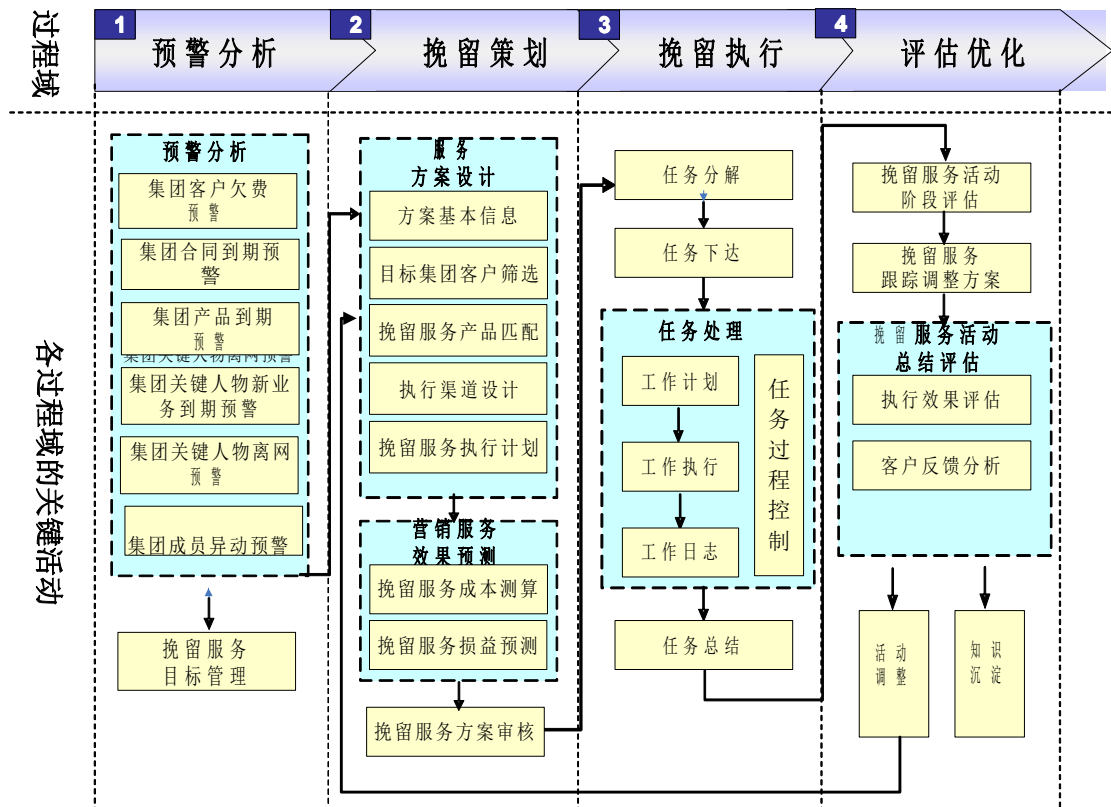 过程域
1
预警分析
2
挽留策划
3
挽留执行
4
评估优化
各过程域的关键活动
预警分析
集团客户欠费
预警
集团合同到期预
警
集团产品到期
预警
集团关键人物离网预警
集团关键人物新业
务到期预警
集团关键人物离网
预警
集团成员异动预警
挽留服务
目标管理
服务
方案设计
方案基本信息
目标集团客户筛选
挽留服务产品匹配
执行渠道设计
挽留服务执行计划
营销服务
效果预测
挽留服务成本测算
挽留服务损益预测
挽留服务方案审核
任务分解
任务下达
任务处理
工作计划
工作执行
工作日志
任务过程控制
任务总结
挽留服务活动
阶段评估
挽留服务
跟踪调整方案
挽留服务活动
总结评估
执行效果评估
客户反馈分析
活动
调整
知识
沉淀